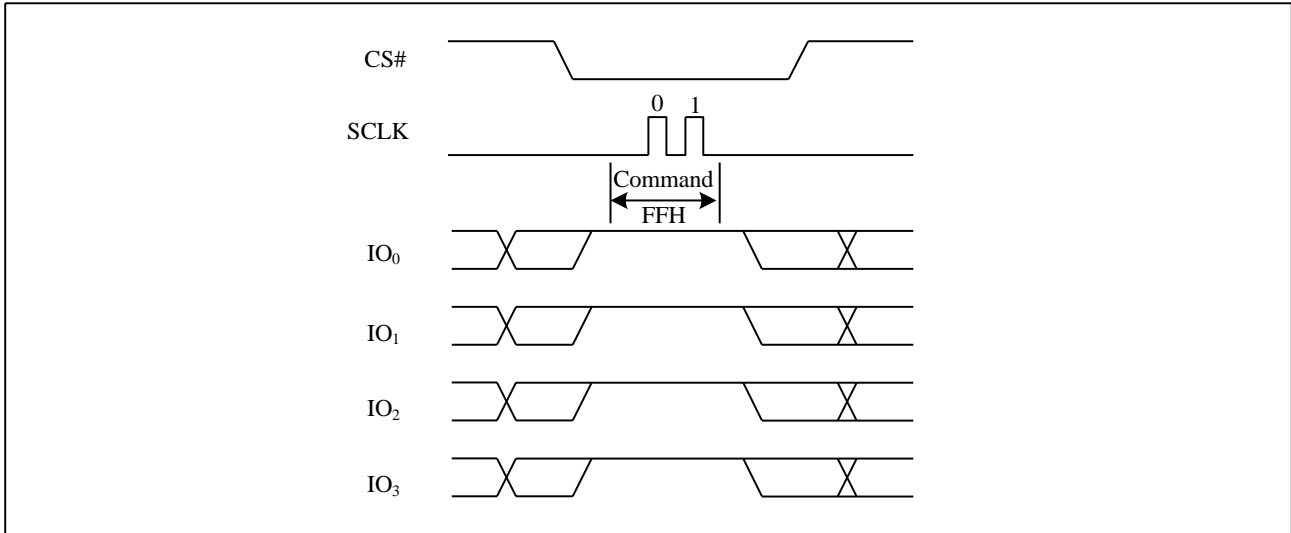 CS#
0 1
SCLK
Command
FFH
IO₀
IO₁
IO₂
IO₃